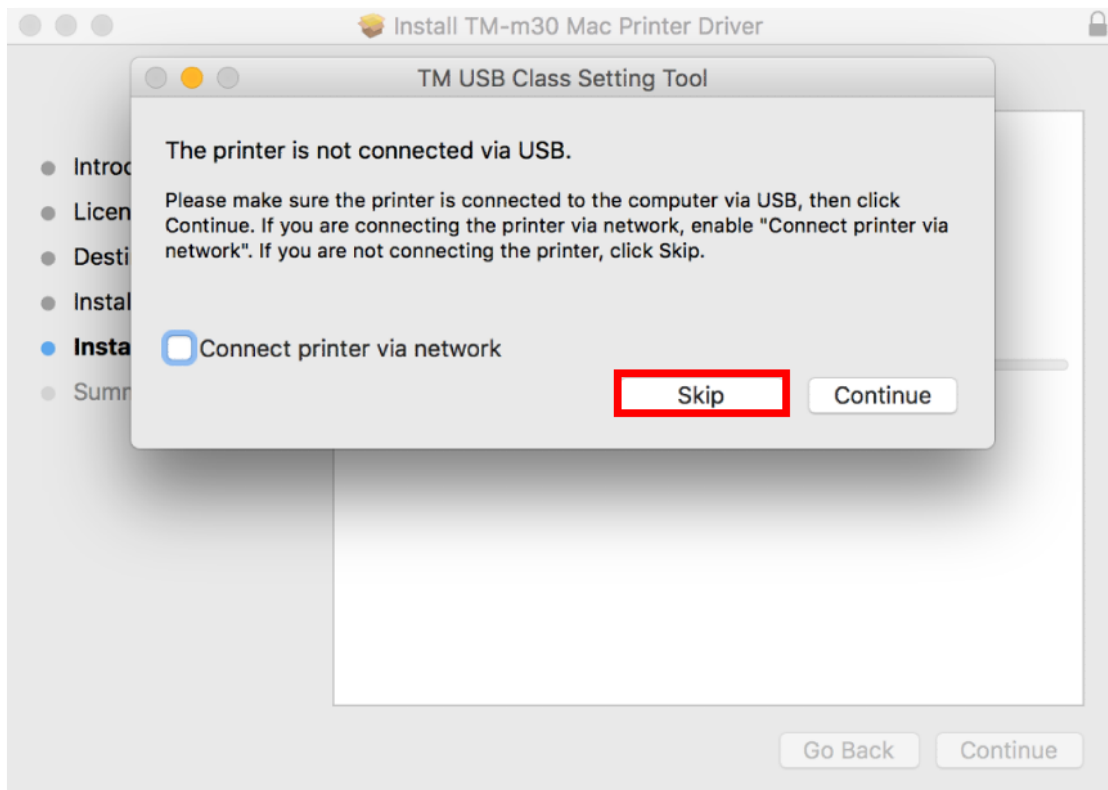 Install TM-m30 Mac Printer Driver
TM USB Class Setting Tool
The printer is not connected via USB.
Please make sure the printer is connected to the computer via USB, then click
Continue. If you are connecting the printer via network, enable "Connect printer via
network". If you are not connecting the printer, click Skip.
Introd
Licen
Desti
Instal
Insta
Sumr
Connect printer via network
Skip
Continue
Go Back
Continue